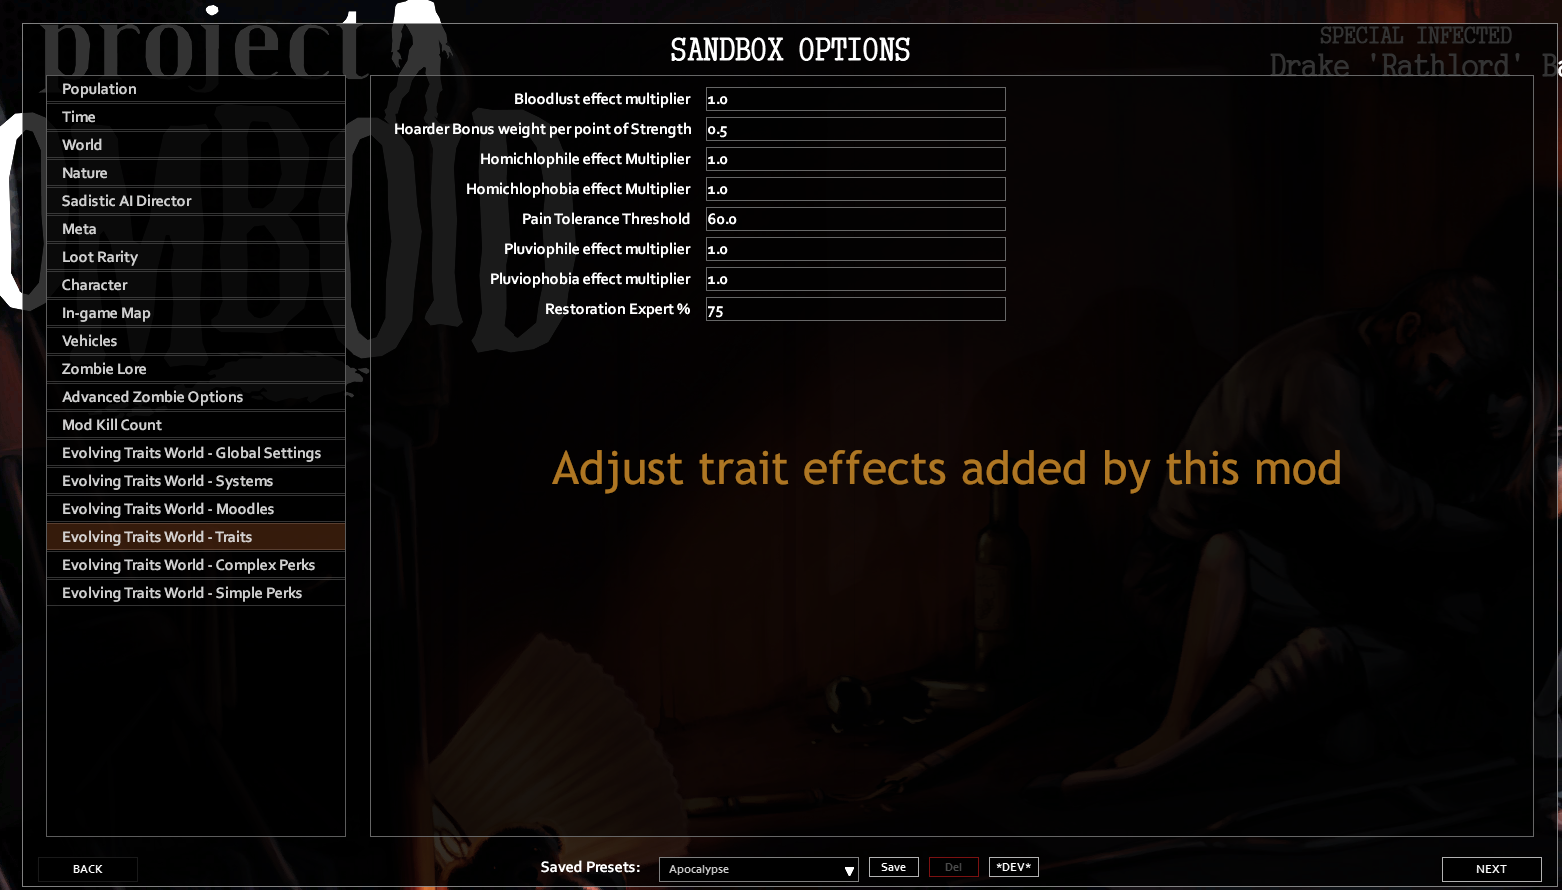 project
OMBOID
SPECIAL INFECTED
Drake 'Rathlord' Ba
SANDBOX OPTIONS
Population
Time
World
Nature
Sadistic AI Director
Meta
Loot Rarity
Character
In-game Map
Vehicles
Zombie Lore
Advanced Zombie Options
Mod Kill Count
Evolving Traits World - Global Settings
Evolving Traits World - Systems
Evolving Traits World - Moodles
Evolving Traits World - Traits
Evolving Traits World - Complex Perks
Evolving Traits World - Simple Perks
Bloodlust effect multiplier 1.0
Hoarder Bonus weight per point of Strength 0.5
Homichlophile effect Multiplier 1.0
Homichlophobia effect Multiplier 1.0
Pain Tolerance Threshold 60.0
Pluviophile effect multiplier 1.0
Pluviophobia effect multiplier 1.0
Restoration Expert % 75
Adjust trait effects added by this mod
BACK
Saved Presets: Apocalypse Save Del *DEV*
NEXT